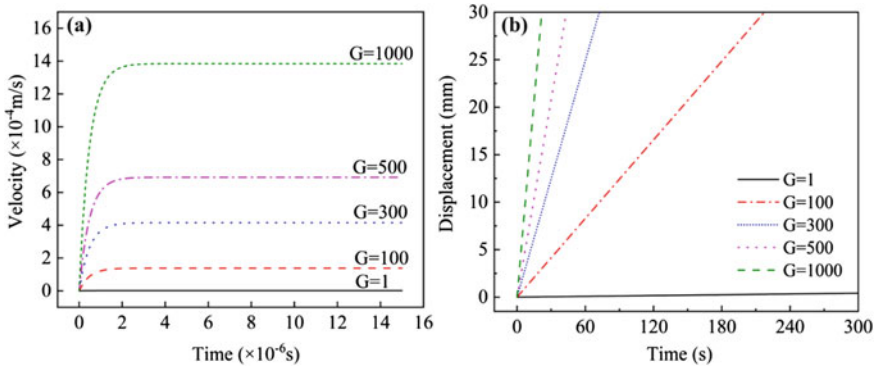 (a)
16
14
12
10
8
6
4
2
0
Velocity (×10⁻⁴m/s)
G=1000
G=500
G=300
G=100
G=1
0 2 4 6 8 10 12 14 16
Time (×10⁻⁶s)
(b)
30
25
20
15
10
5
0
Displacement (mm)
G=1
G=100
G=300
G=500
G=1000
0 60 120 180 240 300
Time (s)